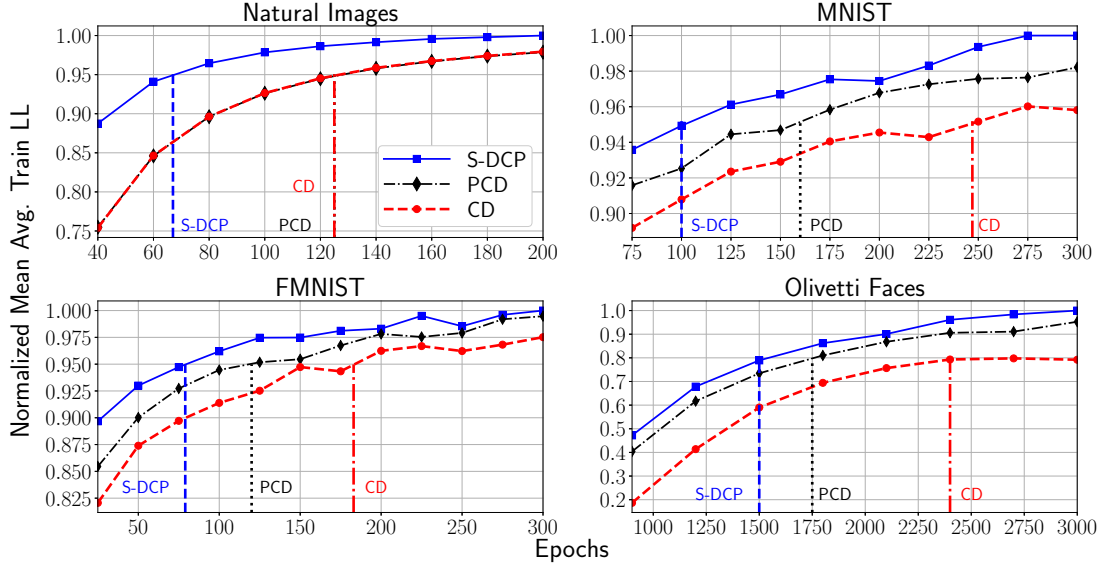 Natural Images
MNIST
1.00
0.95
0.90
0.85
0.80
0.75
40 60 80 100 120 140 160 180 200
S-DCP
PCD
CD
S-DCP
PCD
CD
1.00
0.98
0.96
0.94
0.92
0.90
75 100 125 150 175 200 225 250 275 300
S-DCP
PCD
CD
FMNIST
Olivetti Faces
1.000
0.975
0.950
0.925
0.900
0.875
0.850
0.825
50 100 150 200 250 300
S-DCP
PCD
CD
1.0
0.9
0.8
0.7
0.6
0.5
0.4
0.3
0.2
1000 1250 1500 1750 2000 2250 2500 2750 3000
S-DCP
PCD
CD
Normalized Mean Avg. Train LL
Epochs